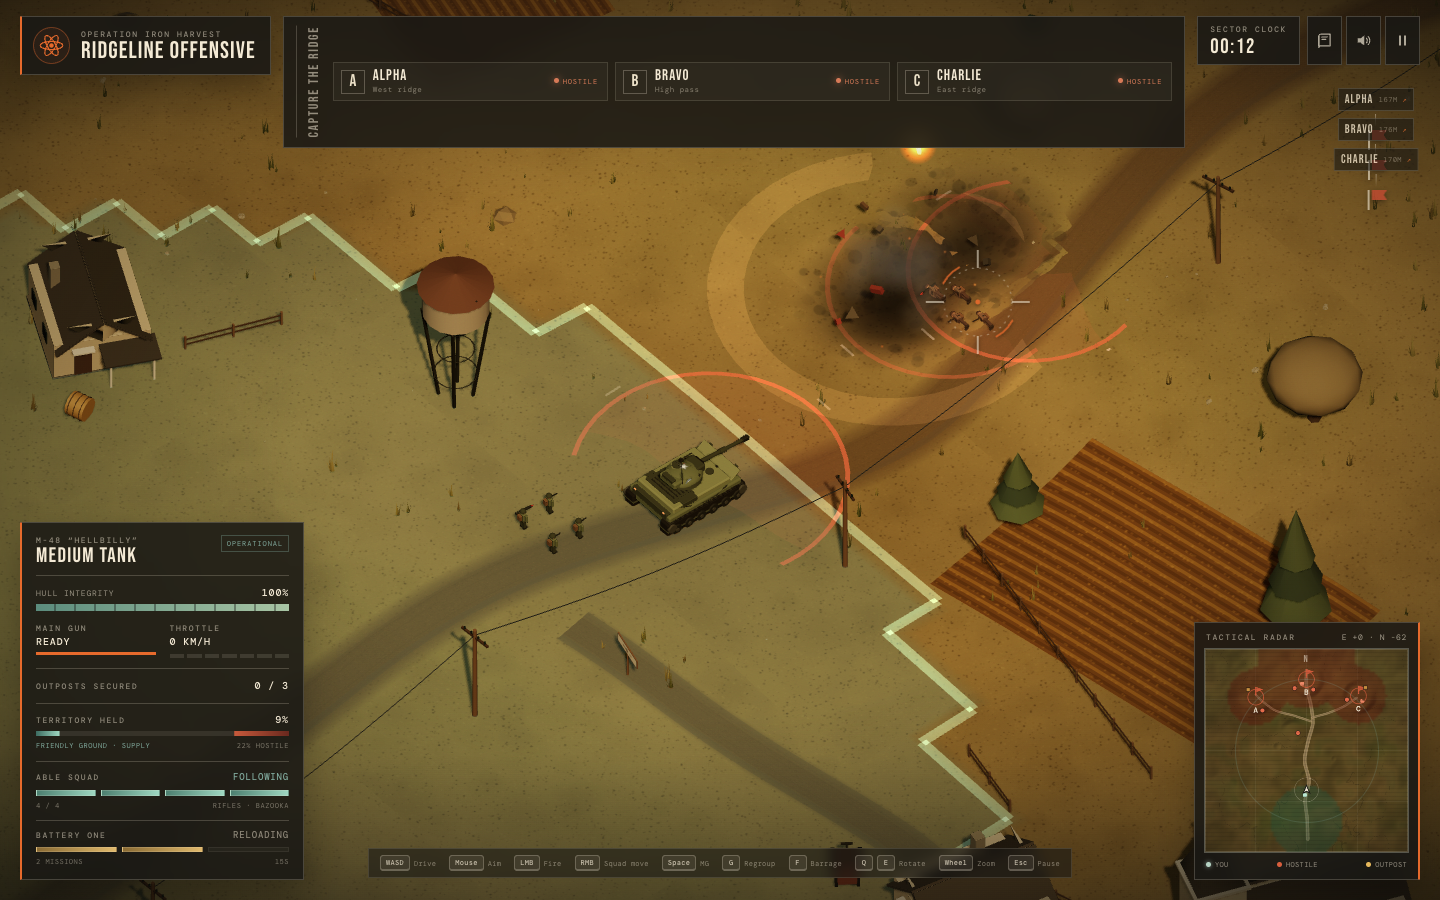 OPERATION IRON HARVEST
RIDGELINE OFFENSIVE
CAPTURE THE RIDGE
A
ALPHA
West ridge
HOSTILE
B
BRAVO
High pass
HOSTILE
C
CHARLIE
East ridge
HOSTILE
SECTOR CLOCK
00:12
ALPHA 167M
BRAVO 176M
CHARLIE 170M
M-48 "HELLBILLY"
MEDIUM TANK
OPERATIONAL
HULL INTEGRITY 100%
MAIN GUN
READY
THROTTLE
0 KM/H
OUTPOSTS SECURED 0 / 3
TERRITORY HELD 9%
FRIENDLY GROUND · SUPPLY 22% HOSTILE
ABLE SQUAD FOLLOWING
4 / 4 RIFLES · BAZOOKA
BATTERY ONE RELOADING
2 MISSIONS 15S
WASD Drive Mouse Aim LMB Fire RMB Squad move Space MG G Regroup F Barrage Q E Rotate Wheel Zoom Esc Pause
TACTICAL RADAR E +0 · N -62
N
A
B
C
YOU HOSTILE OUTPOST